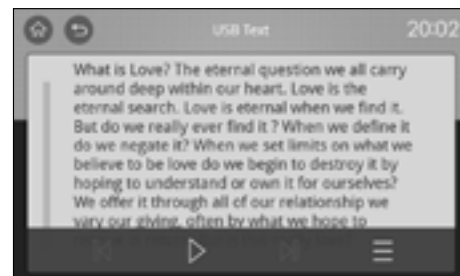 USB Text
20:02
What is Love? The eternal question we all carry
around deep within our heart. Love is the
eternal search. Love is eternal when we find it.
But do we really ever find it ? When we define it
do we negate it? When we set limits on what we
believe to be love do we begin to destroy it by
hoping to understand or own it for ourselves?
We offer it through all of our relationship we
vary our giving, often by what we hope to